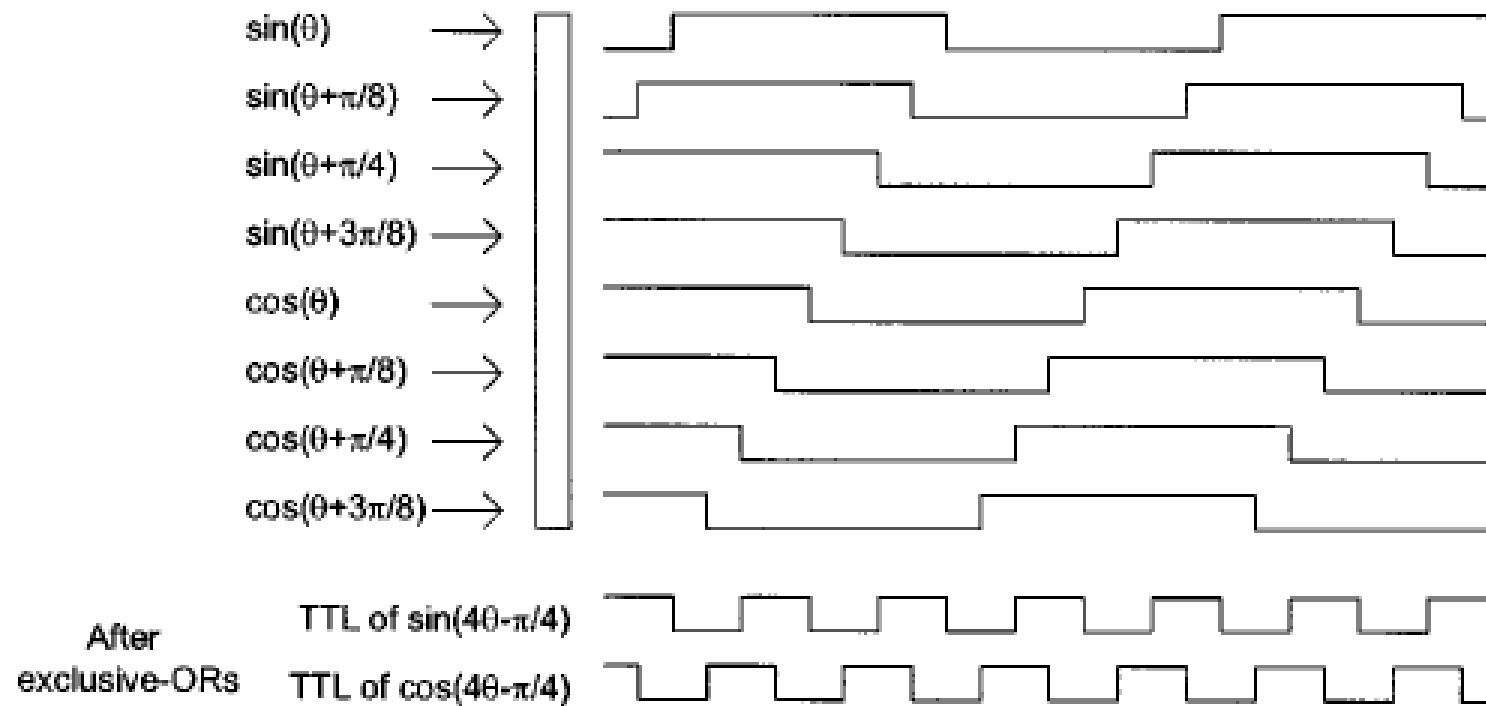 sin(θ)
sin(θ+π/8)
sin(θ+π/4)
sin(θ+3π/8)
cos(θ)
cos(θ+π/8)
cos(θ+π/4)
cos(θ+3π/8)
After
exclusive-ORs
TTL of sin(4θ-π/4)
TTL of cos(4θ-π/4)